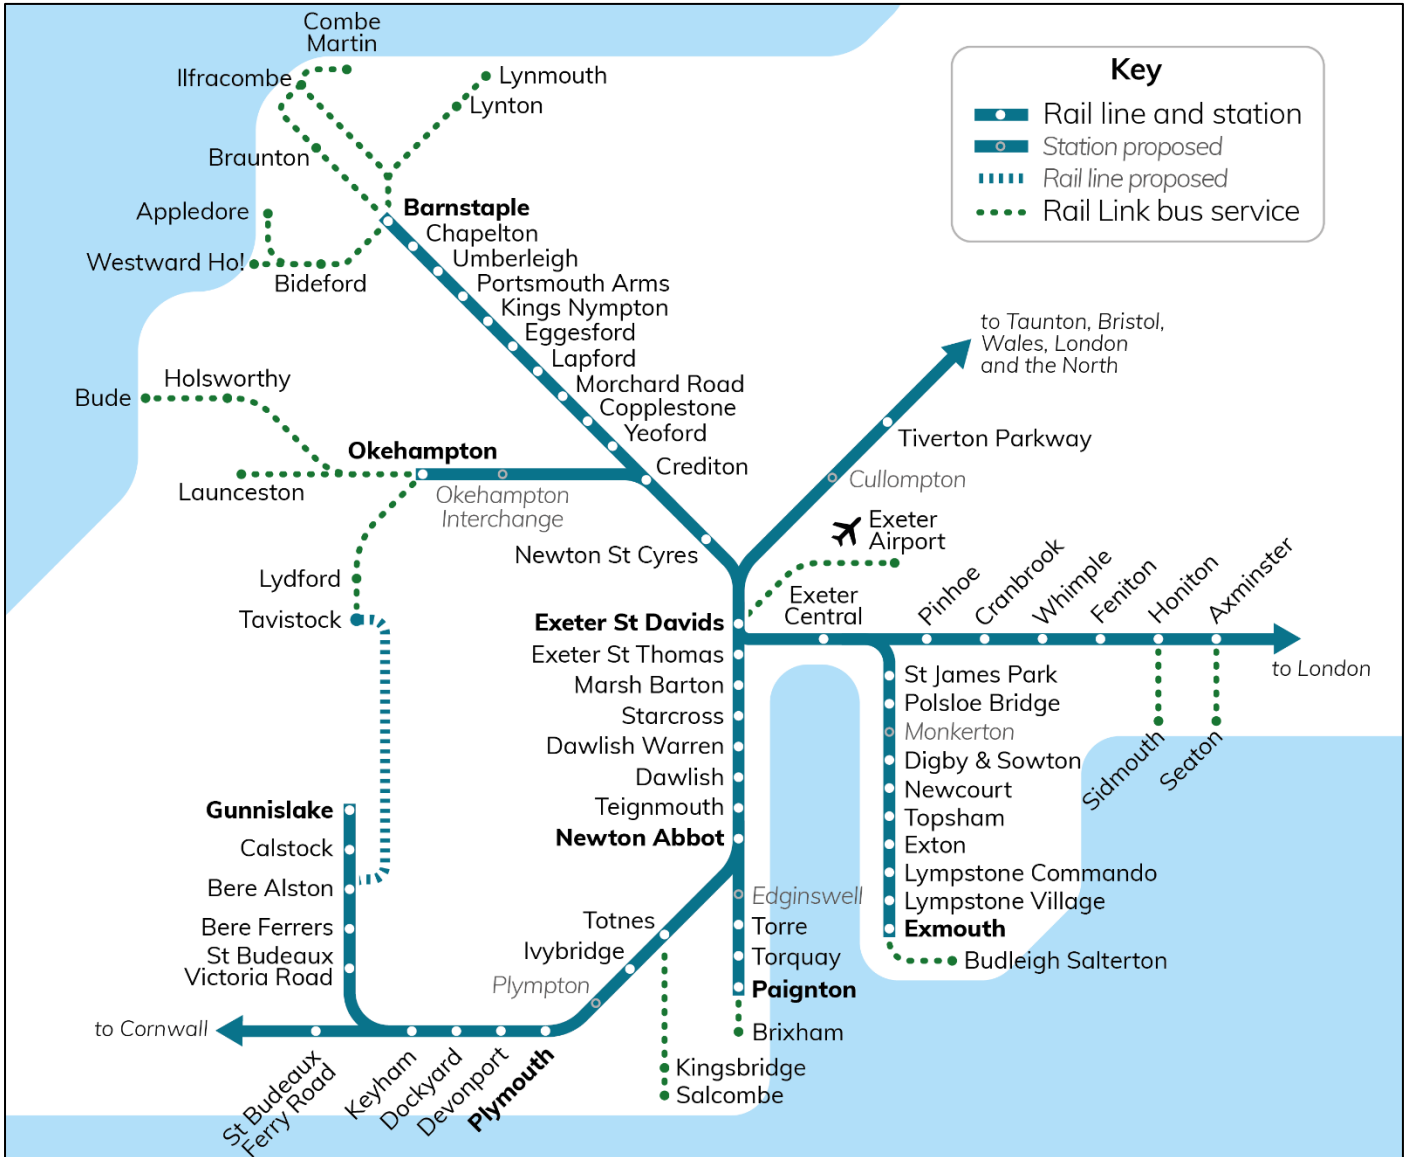 Combe
Martin
Ilfracombe
Lynmouth
Lynton
Braunton
Appledore
Westward Ho!
Bideford
Key
Rail line and station
Station proposed
Rail line proposed
Rail Link bus service
Barnstaple
Chapelton
Umberleigh
Portsmouth Arms
Kings Nympton
Eggesford
Lapford
Morchard Road
Copplestone
Yeoford
Crediton
to Taunton, Bristol,
Wales, London
and the North
Tiverton Parkway
Cullompton
Holsworthy
Bude
Okehampton
Launceston
Okehampton
Interchange
Newton St Cyres
Exeter
Airport
Lydford
Tavistock
Exeter
Central
Pinhoe
Cranbrook
Whimple
Feniton
Honiton
Axminster
to London
Sidmouth
Seaton
Exeter St Davids
Exeter St Thomas
Marsh Barton
Starcross
Dawlish Warren
Dawlish
Teignmouth
Newton Abbot
St James Park
Polsloe Bridge
Monkerton
Digby & Sowton
Newcourt
Topsham
Exton
Lympstone Commando
Lympstone Village
Exmouth
Budleigh Salterton
Gunnislake
Calstock
Bere Alston
Bere Ferrers
St Budeaux
Victoria Road
Edginswell
Torre
Torquay
Paignton
Brixham
Totnes
Ivybridge
Plympton
Kingsbridge
Salcombe
to Cornwall
St Budeaux
Ferry Road
Keyham
Dockyard
Devonport
Plymouth